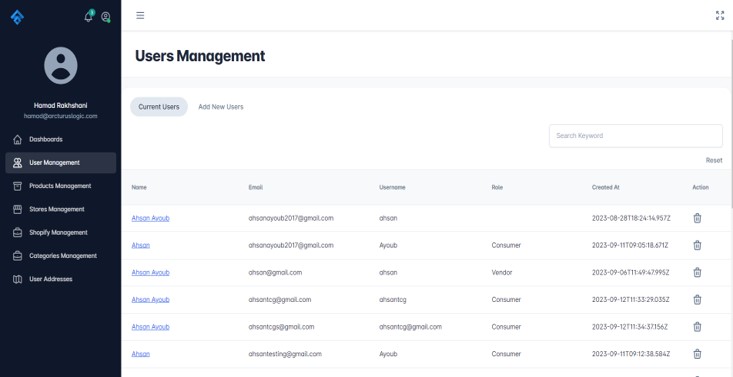 1
Users Management
Hamad Rakhshani
hamad@arcturuslogic.com
Dashboards
User Management
Products Management
Stores Management
Shopify Management
Categories Management
User Addresses
Current Users Add New Users
Search Keyword
Reset
Name Email Username Role Created At Action
Ahsan Ayoub ahsanayoub2017@gmail.com ahsan 2023-08-28T18:24:14.957Z
Ahsan ahsanayoub2017@gmail.com Ayoub Consumer 2023-09-11T09:05:18.671Z
Ahsan Ayoub ahsan@gmail.com ahsan Vendor 2023-09-06T11:49:47.995Z
Ahsan Ayoub ahsantcg@gmail.com ahsantcg Consumer 2023-09-12T11:33:29.035Z
Ahsan Ayoub ahsantcgs@gmail.com ahsantcg@gmail.com Consumer 2023-09-12T11:34:37.156Z
Ahsan ahsantesting@gmail.com Ayoub Consumer 2023-09-11T09:12:38.584Z